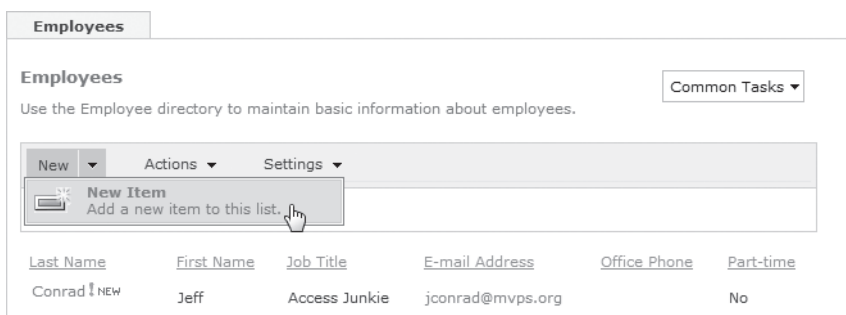 Employees
Employees
Common Tasks
Use the Employee directory to maintain basic information about employees.
New Actions Settings
New Item
Add a new item to this list.
Last Name First Name Job Title E-mail Address Office Phone Part-time
Conrad ! NEW Jeff Access Junkie jconrad@mvps.org No